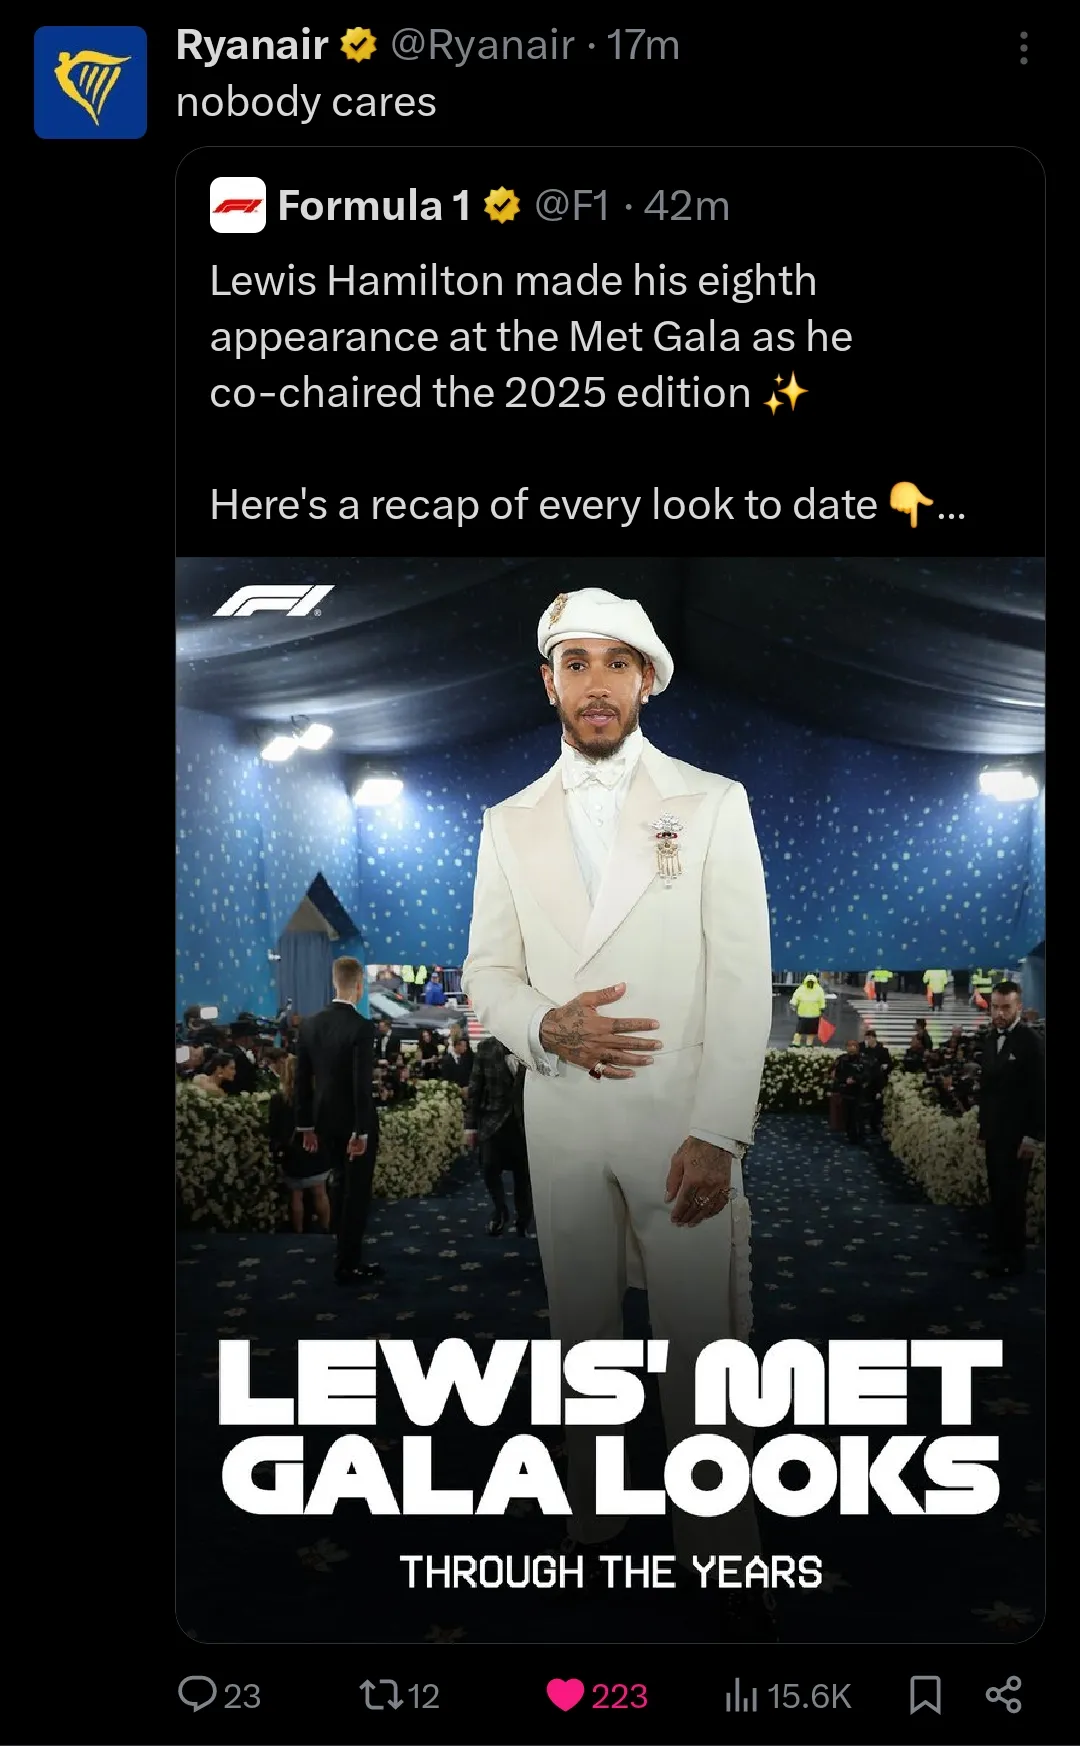 Ryanair @Ryanair · 17m
nobody cares
Formula 1 @F1 · 42m
Lewis Hamilton made his eighth
appearance at the Met Gala as he
co-chaired the 2025 edition ✨
Here's a recap of every look to date 👇...
F1
LEWIS' MET
GALA LOOKS
THROUGH THE YEARS
23 12 223 15.6K